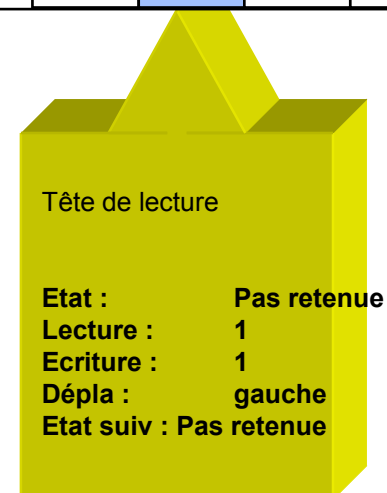 Tête de lecture
Etat : Pas retenue
Lecture : 1
Ecriture : 1
Dépla : gauche
Etat suiv : Pas retenue